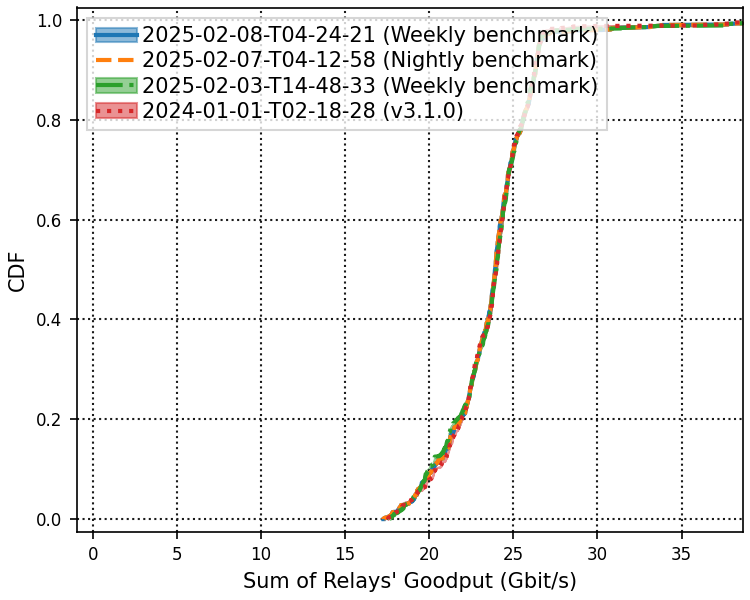 2025-02-08-T04-24-21 (Weekly benchmark)
2025-02-07-T04-12-58 (Nightly benchmark)
2025-02-03-T14-48-33 (Weekly benchmark)
2024-01-01-T02-18-28 (v3.1.0)
1.0
0.8
0.6
0.4
0.2
0.0
CDF
0 5 10 15 20 25 30 35
Sum of Relays' Goodput (Gbit/s)